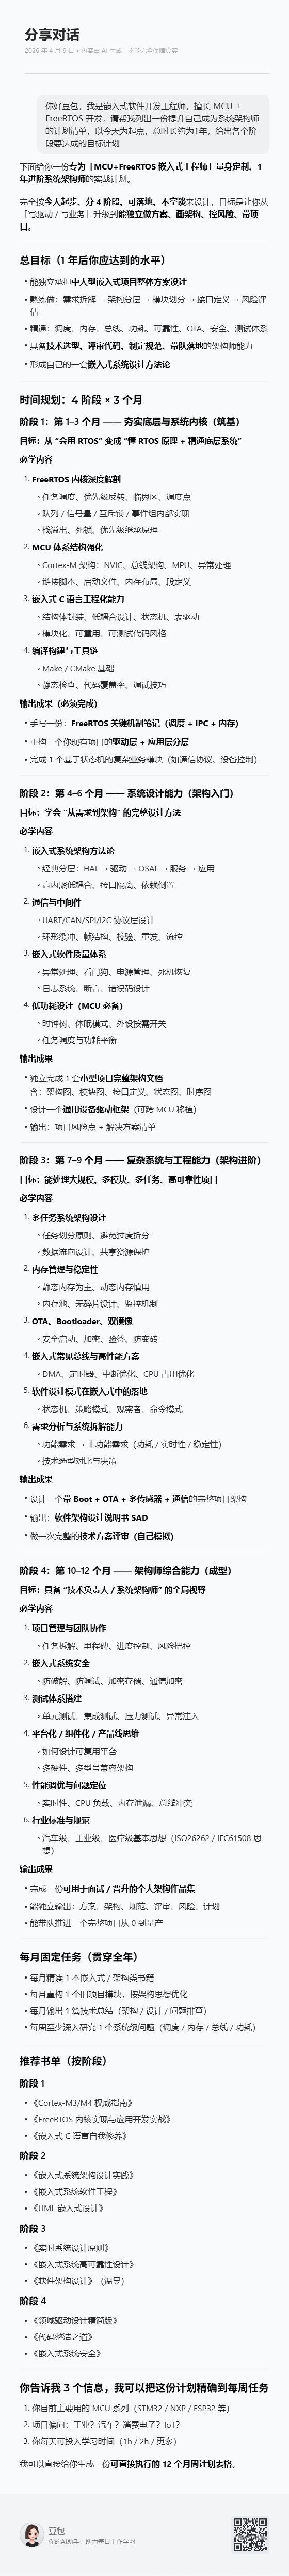 分享对话
2026 年 4 月 9 日 • 内容由 AI 生成，不能完全保障真实
你好豆包，我是嵌入式软件开发工程师，擅长 MCU +
FreeRTOS 开发，请帮我列出一份提升自己成为系统架构师
的计划清单，以今天为起点，总时长约为1年，给出各个阶
段要达成的目标计划
下面给你一份专为「MCU+FreeRTOS 嵌入式工程师」量身定制、1
年进阶系统架构师的实战计划。
完全按今天起步、分 4 阶段、可落地、不空谈来设计，目标是让你从
「写驱动 / 写业务」升级到能独立做方案、画架构、控风险、带项
目。
总目标（1 年后你应达到的水平）
• 能独立承担中大型嵌入式项目整体方案设计
• 熟练做：需求拆解 → 架构分层 → 模块划分 → 接口定义 → 风险评
估
• 精通：调度、内存、总线、功耗、可靠性、OTA、安全、测试体系
• 具备技术选型、评审代码、制定规范、带队落地的架构师能力
• 形成自己的一套嵌入式系统设计方法论
时间规划：4 阶段 × 3 个月
阶段 1：第 1–3 个月 —— 夯实底层与系统内核（筑基）
目标：从 “会用 RTOS” 变成 “懂 RTOS 原理 + 精通底层系统”
必学内容
1. FreeRTOS 内核深度解剖
◦ 任务调度、优先级反转、临界区、调度点
◦ 队列 / 信号量 / 互斥锁 / 事件组内部实现
◦ 栈溢出、死锁、优先级继承原理
2. MCU 体系结构强化
◦ Cortex-M 架构：NVIC、总线架构、MPU、异常处理
◦ 链接脚本、启动文件、内存布局、段定义
3. 嵌入式 C 语言工程化能力
◦ 结构体封装、低耦合设计、状态机、表驱动
◦ 模块化、可重用、可测试代码风格
4. 编译构建与工具链
◦ Make / CMake 基础
◦ 静态检查、代码覆盖率、调试技巧
输出成果（必须完成）
• 手写一份：FreeRTOS 关键机制笔记（调度 + IPC + 内存）
• 重构一个你现有项目的驱动层 + 应用层分层
• 完成 1 个基于状态机的复杂业务模块（如通信协议、设备控制）
阶段 2：第 4–6 个月 —— 系统设计能力（架构入门）
目标：学会 “从需求到架构” 的完整设计方法
必学内容
1. 嵌入式系统架构方法论
◦ 经典分层：HAL → 驱动 → OSAL → 服务 → 应用
◦ 高内聚低耦合、接口隔离、依赖倒置
2. 通信与中间件
◦ UART/CAN/SPI/I2C 协议层设计
◦ 环形缓冲、帧结构、校验、重发、流控
3. 嵌入式软件质量体系
◦ 异常处理、看门狗、电源管理、死机恢复
◦ 日志系统、断言、错误码设计
4. 低功耗设计（MCU 必备）
◦ 时钟树、休眠模式、外设按需开关
◦ 任务调度与功耗平衡
输出成果
• 独立完成 1 套小型项目完整架构文档
含：架构图、模块图、接口定义、状态图、时序图
• 设计一个通用设备驱动框架（可跨 MCU 移植）
• 输出：项目风险点 + 解决方案清单
阶段 3：第 7–9 个月 —— 复杂系统与工程能力（架构进阶）
目标：能处理大规模、多模块、多任务、高可靠性项目
必学内容
1. 多任务系统架构设计
◦ 任务划分原则、避免过度拆分
◦ 数据流向设计、共享资源保护
2. 内存管理与稳定性
◦ 静态内存为主、动态内存慎用
◦ 内存池、无碎片设计、监控机制
3. OTA、Bootloader、双镜像
◦ 安全启动、加密、验签、防变砖
4. 嵌入式常见总线与高性能方案
◦ DMA、定时器、中断优化、CPU 占用优化
5. 软件设计模式在嵌入式中的落地
◦ 状态机、策略模式、观察者、命令模式
6. 需求分析与系统拆解能力
◦ 功能需求 → 非功能需求（功耗 / 实时性 / 稳定性）
◦ 技术选型对比与决策
输出成果
• 设计一个带 Boot + OTA + 多传感器 + 通信的完整项目架构
• 输出：软件架构设计说明书 SAD
• 做一次完整的技术方案评审（自己模拟）
阶段 4：第 10–12 个月 —— 架构师综合能力（成型）
目标：具备 “技术负责人 / 系统架构师” 的全局视野
必学内容
1. 项目管理与团队协作
◦ 任务拆解、里程碑、进度控制、风险把控
2. 嵌入式系统安全
◦ 防破解、防调试、加密存储、通信加密
3. 测试体系搭建
◦ 单元测试、集成测试、压力测试、异常注入
4. 平台化 / 组件化 / 产品线思维
◦ 如何设计可复用平台
◦ 多硬件、多型号兼容架构
5. 性能调优与问题定位
◦ 实时性、CPU 负载、内存泄漏、总线冲突
6. 行业标准与规范
◦ 汽车级、工业级、医疗级基本思想（ISO26262 / IEC61508 思
想）
输出成果
• 完成一份可用于面试 / 晋升的个人架构作品集
• 能独立输出：方案、架构、规范、评审、风险、计划
• 能带队推进一个完整项目从 0 到量产
每月固定任务（贯穿全年）
• 每月精读 1 本嵌入式 / 架构类书籍
• 每月重构 1 个旧项目模块，按架构思想优化
• 每月输出 1 篇技术总结（架构 / 设计 / 问题排查）
• 每周至少深入研究 1 个系统级问题（调度 / 内存 / 总线 / 功耗）
推荐书单（按阶段）
阶段 1
• 《Cortex-M3/M4 权威指南》
• 《FreeRTOS 内核实现与应用开发实战》
• 《嵌入式 C 语言自我修养》
阶段 2
• 《嵌入式系统架构设计实践》
• 《嵌入式系统软件工程》
• 《UML 嵌入式设计》
阶段 3
• 《实时系统设计原则》
• 《嵌入式系统高可靠性设计》
• 《软件架构设计》（温昱）
阶段 4
• 《领域驱动设计精简版》
• 《代码整洁之道》
• 《嵌入式系统安全》
你告诉我 3 个信息，我可以把这份计划精确到每周任务
1. 你目前主要用的 MCU 系列（STM32 / NXP / ESP32 等）
2. 项目偏向：工业？汽车？消费电子？IoT？
3. 你每天可投入学习时间（1h / 2h / 更多）
我可以直接给你生成一份可直接执行的 12 个月周计划表格。
豆包
你的AI助手，助力每日工作学习